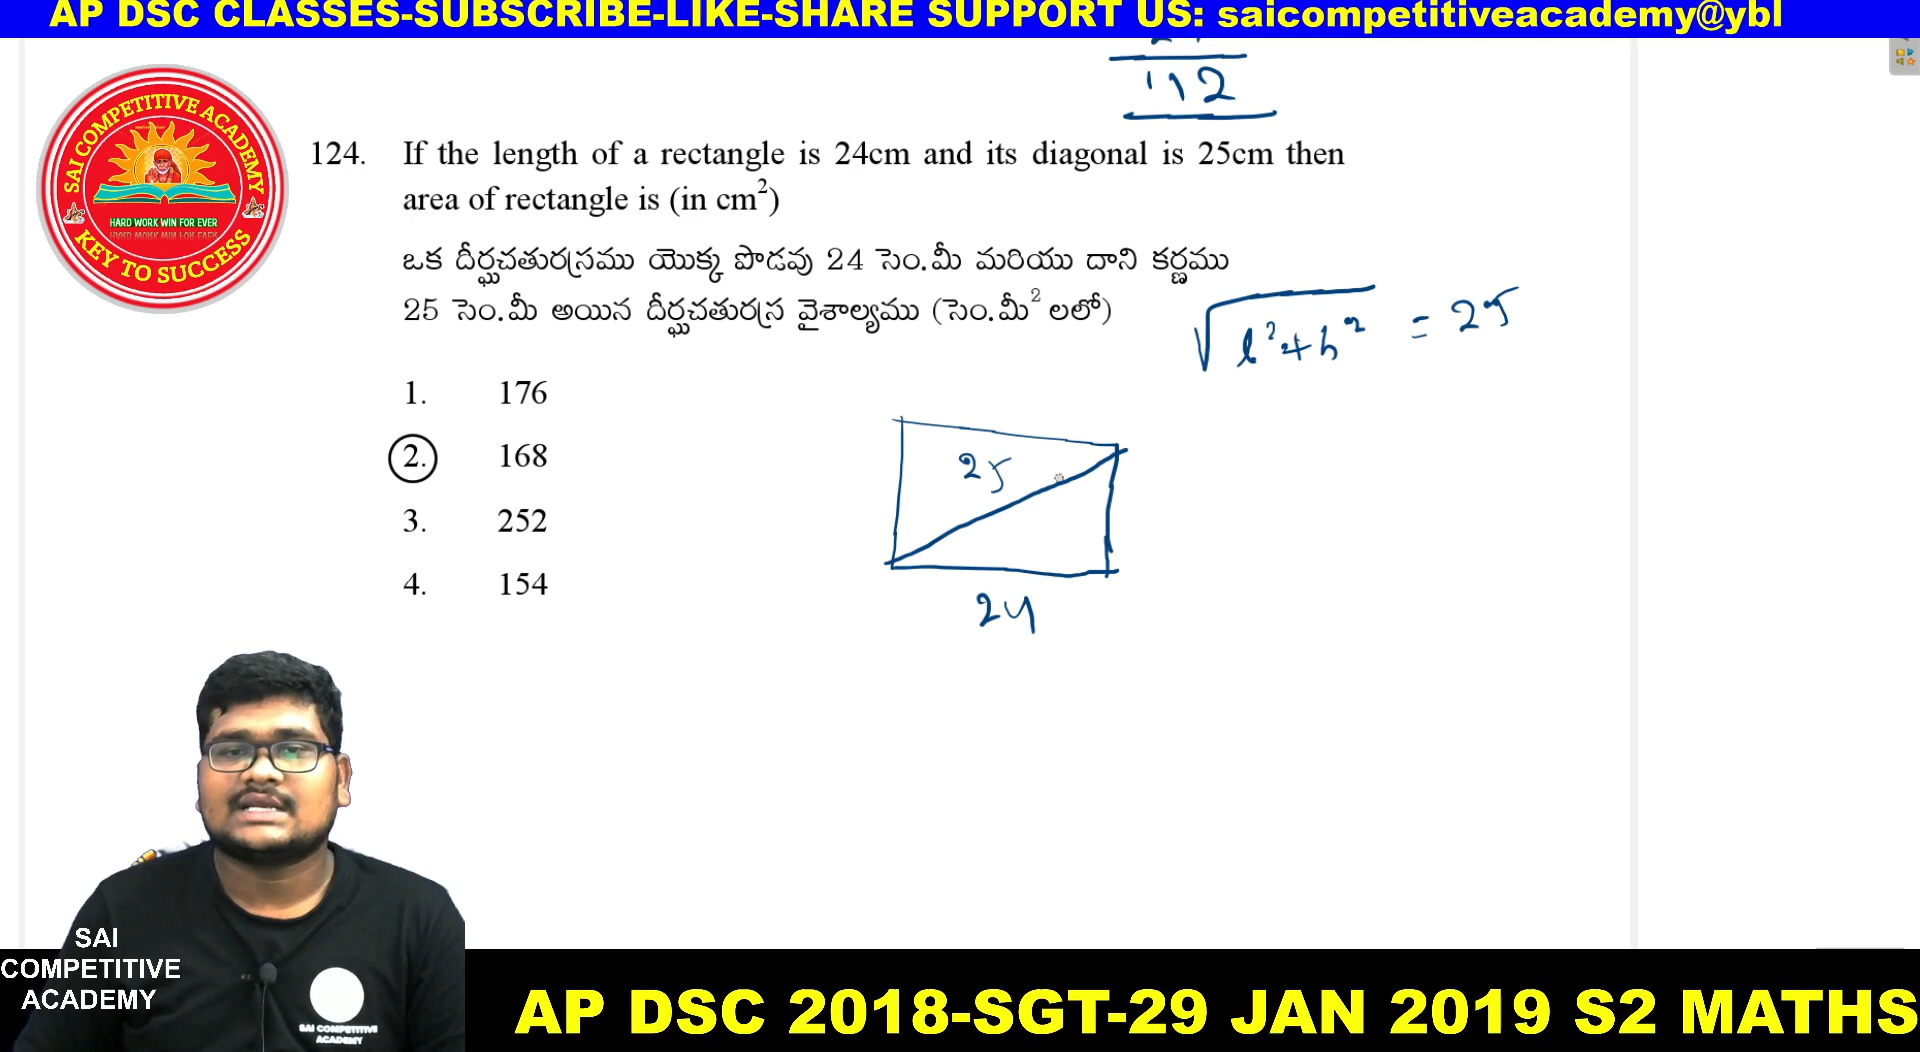 AP DSC CLASSES-SUBSCRIBE-LIKE-SHARE SUPPORT US: saicompetitiveacademy@ybl
112
SAI COMPETITIVE ACADEMY
HARD WORK WIN FOR EVER
KEY TO SUCCESS
124. If the length of a rectangle is 24cm and its diagonal is 25cm then
area of rectangle is (in cm²)
ఒక దీర్ఘచతురస్రము యొక్క పొడవు 24 సెం.మీ మరియు దాని కర్ణము
25 సెం.మీ అయిన దీర్ఘచతురస్ర వైశాల్యము (సెం.మీ² లలో)
√l²+b² = 25
1. 176
2. 168
3. 252
4. 154
25
24
SAI
COMPETITIVE
ACADEMY
SAI COMPETITIVE
ACADEMY
AP DSC 2018-SGT-29 JAN 2019 S2 MATHS